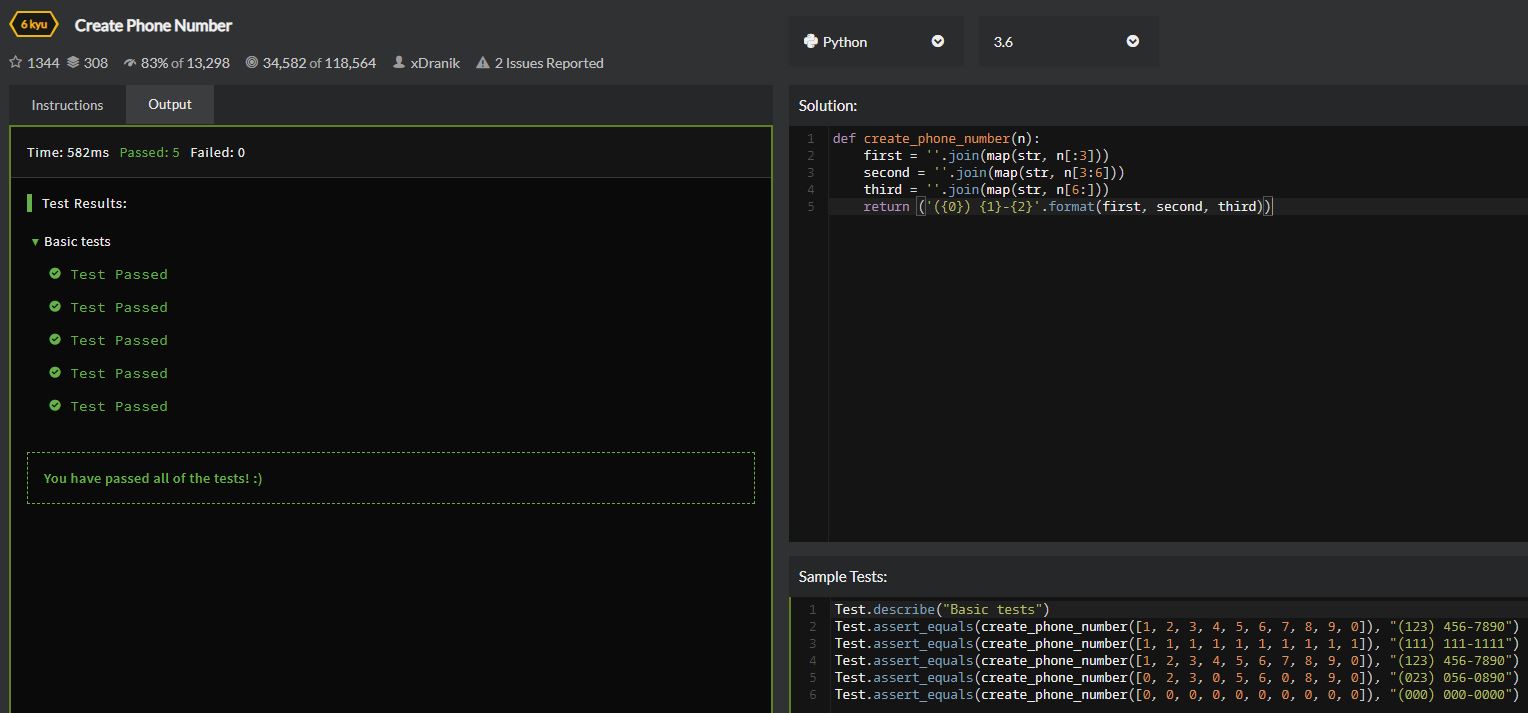 6 kyu Create Phone Number
1344 308 83% of 13,298 34,582 of 118,564 xDranik 2 Issues Reported
Python 3.6
Instructions Output
Time: 582ms Passed: 5 Failed: 0
Test Results:
Basic tests
Test Passed
Test Passed
Test Passed
Test Passed
Test Passed
You have passed all of the tests! :)
Solution:
1 def create_phone_number(n):
2 first = ''.join(map(str, n[:3]))
3 second = ''.join(map(str, n[3:6]))
4 third = ''.join(map(str, n[6:]))
5 return ('({0}) {1}-{2}'.format(first, second, third))
Sample Tests:
1 Test.describe("Basic tests")
2 Test.assert_equals(create_phone_number([1, 2, 3, 4, 5, 6, 7, 8, 9, 0]), "(123) 456-7890")
3 Test.assert_equals(create_phone_number([1, 1, 1, 1, 1, 1, 1, 1, 1, 1]), "(111) 111-1111")
4 Test.assert_equals(create_phone_number([1, 2, 3, 4, 5, 6, 7, 8, 9, 0]), "(123) 456-7890")
5 Test.assert_equals(create_phone_number([0, 2, 3, 0, 5, 6, 0, 8, 9, 0]), "(023) 056-0890")
6 Test.assert_equals(create_phone_number([0, 0, 0, 0, 0, 0, 0, 0, 0, 0]), "(000) 000-0000")